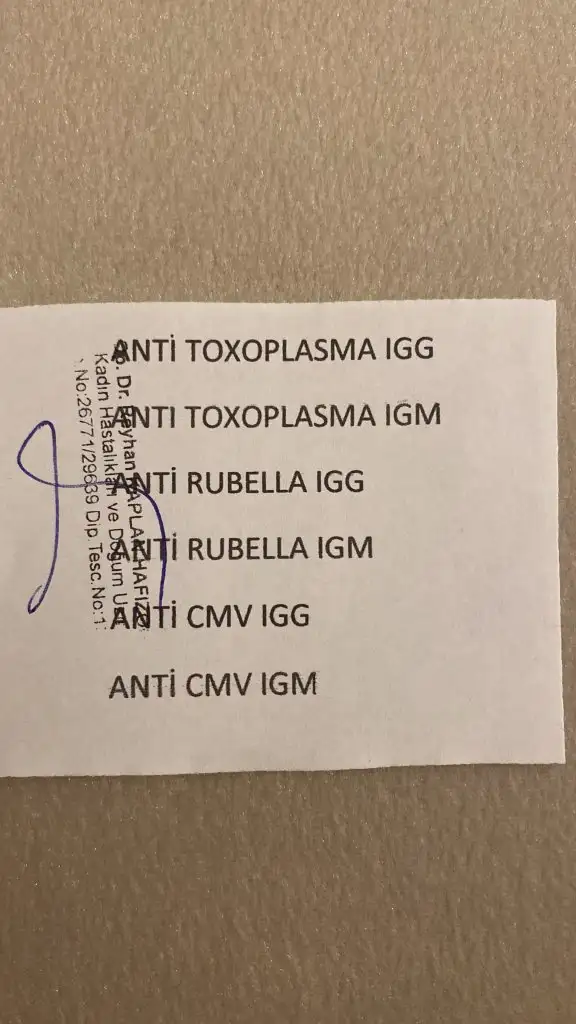 ANTİ TOXOPLASMA IGG
ANTI TOXOPLASMA IGM
ANTİ RUBELLA IGG
ANTİ RUBELLA IGM
ANTİ CMV IGG
ANTİ CMV IGM
Dr.
Kadın Hastalıkları ve Doğum
No:26771/29639 Dip.Tesc.No:1